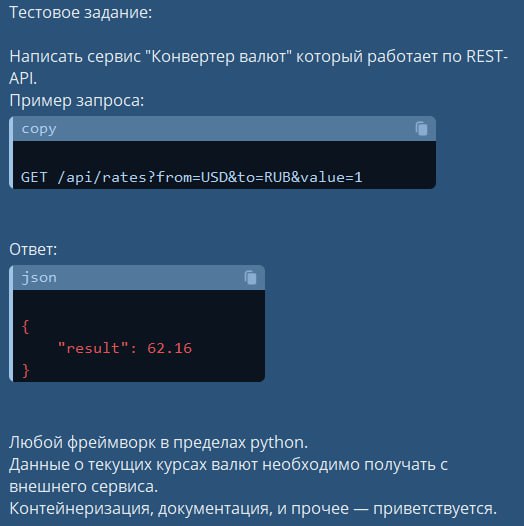 Тестовое задание:
Написать сервис "Конвертер валют" который работает по REST-
API.
Пример запроса:
copy
GET /api/rates?from=USD&to=RUB&value=1
Ответ:
json
{
"result": 62.16
}
Любой фреймворк в пределах python.
Данные о текущих курсах валют необходимо получать с
внешнего сервиса.
Контейнеризация, документация, и прочее — приветствуется.